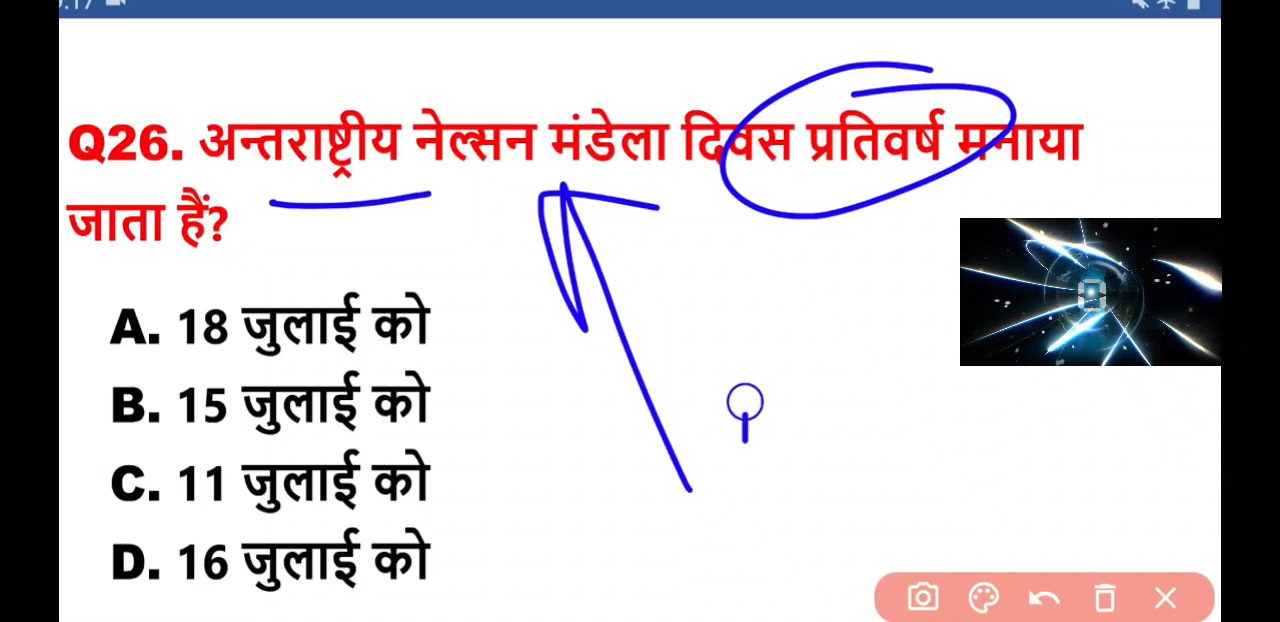 Q26. अन्तराष्ट्रीय नेल्सन मंडेला दिवस प्रतिवर्ष मनाया
जाता हैं?
A. 18 जुलाई को
B. 15 जुलाई को
C. 11 जुलाई को
D. 16 जुलाई को